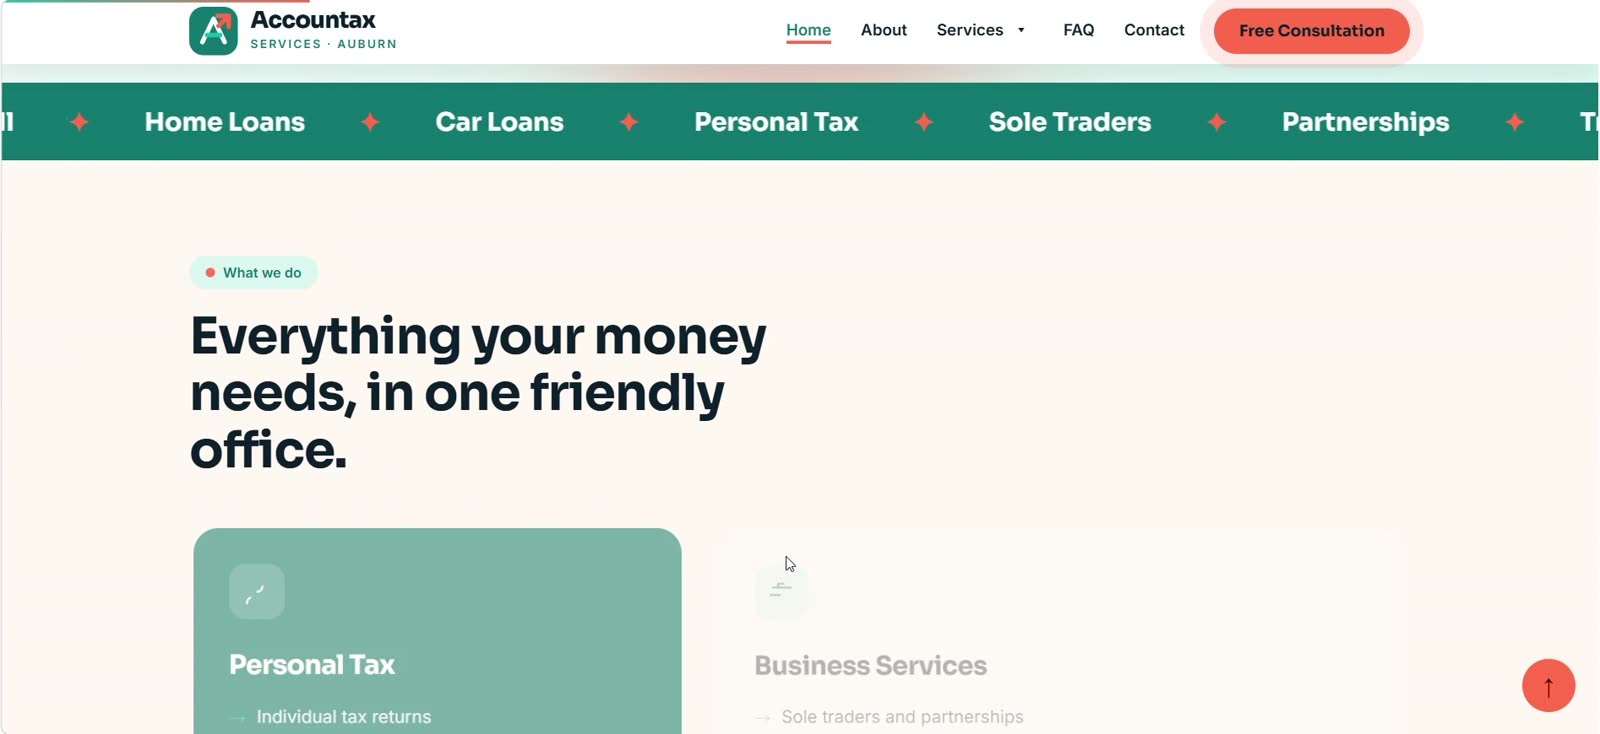 Accountax
SERVICES · AUBURN
Home
About
Services
FAQ
Contact
Free Consultation
Home Loans
Car Loans
Personal Tax
Sole Traders
Partnerships
What we do
Everything your money
needs, in one friendly
office.
Personal Tax
→ Individual tax returns
Business Services
→ Sole traders and partnerships
↑